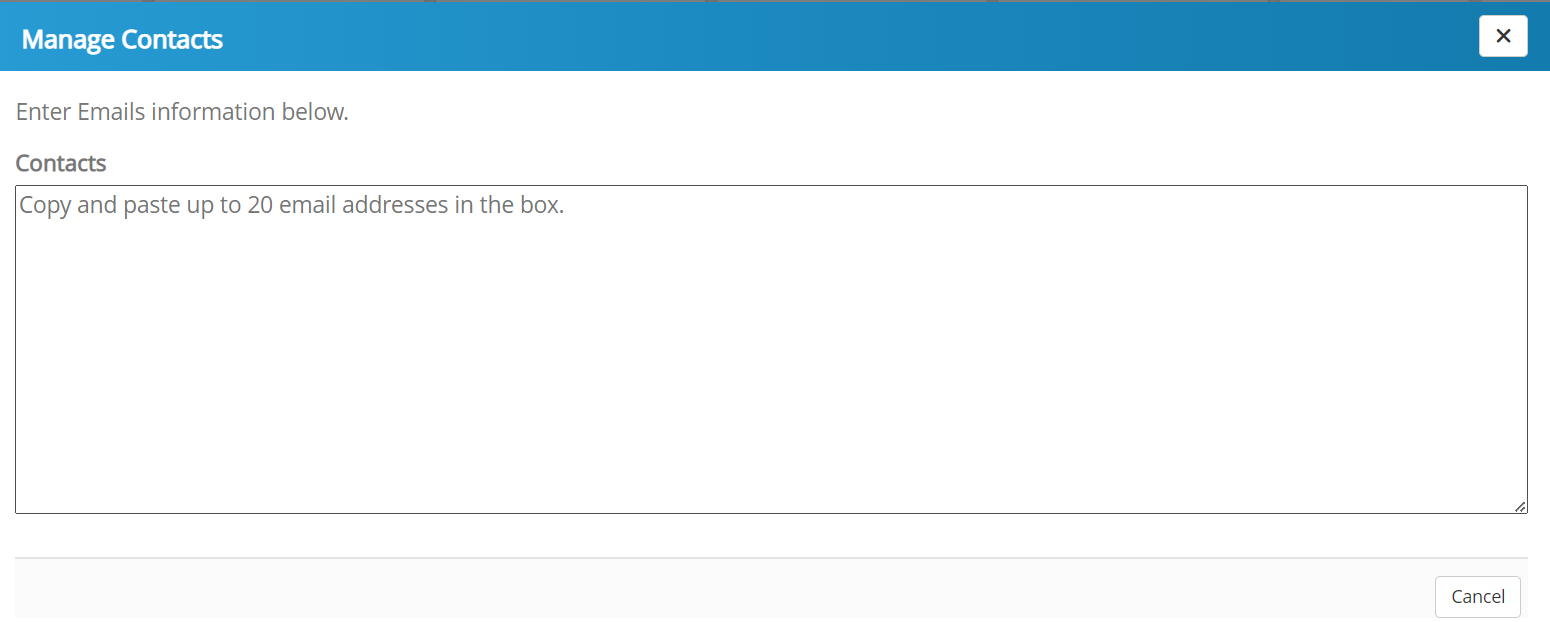 Manage Contacts
Enter Emails information below.
Contacts
Copy and paste up to 20 email addresses in the box.
Cancel